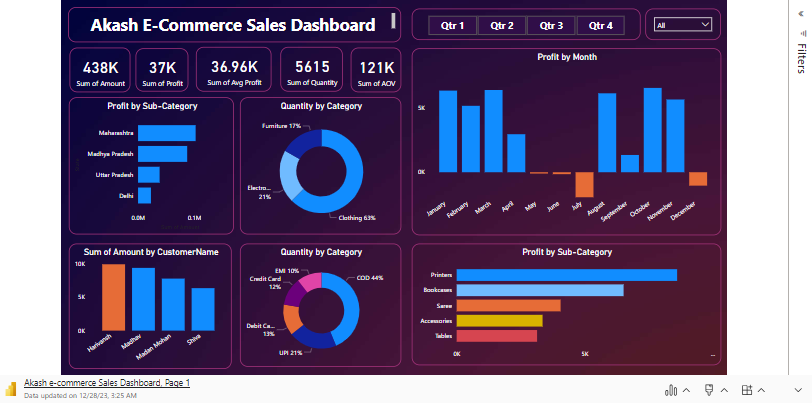 Akash E-Commerce Sales Dashboard
Qtr 1
Qtr 2
Qtr 3
Qtr 4
All
Filters
438K
Sum of Amount
37K
Sum of Profit
36.96K
Sum of Avg Profit
5615
Sum of Quantity
121K
Sum of AOV
Profit by Month
5K
0K
January
February
March
April
May
June
July
August
September
October
November
December
Profit by Sub-Category
Maharashtra
Madhya Pradesh
Uttar Pradesh
Delhi
0.0M
0.1M
Quantity by Category
Furniture 17%
Electro...
21%
Clothing 63%
Sum of Amount by CustomerName
10K
5K
0K
Harivansh
Madhav
Madan Mohan
Shiva
Quantity by Category
EMI 10%
Credit Card
12%
Debit Ca...
13%
UPI 21%
COD 44%
Profit by Sub-Category
Printers
Bookcases
Saree
Accessories
Tables
0K
5K
...
Akash e-commerce Sales Dashboard, Page 1
Data updated on 12/28/23, 3:25 AM